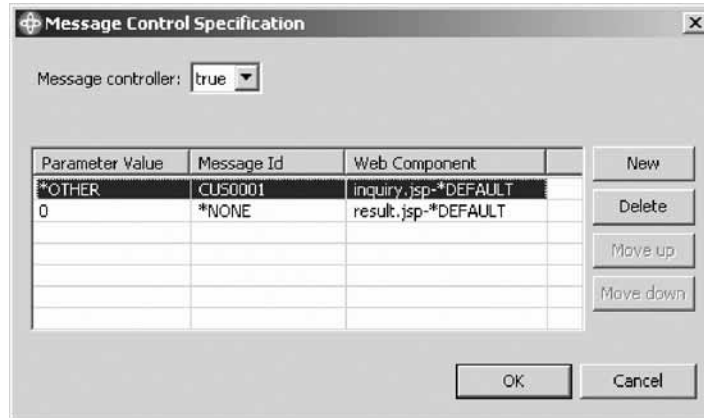 Message Control Specification
Message controller: true
Parameter Value Message Id Web Component
*OTHER CUS0001 inquiry.jsp-*DEFAULT
0 *NONE result.jsp-*DEFAULT
New
Delete
Move up
Move down
OK Cancel